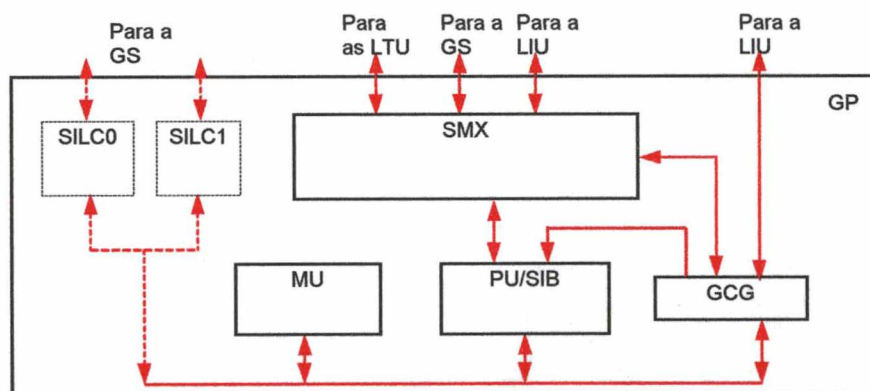 Para a
GS
Para
as LTU
Para a
GS
Para a
LIU
Para a
LIU
GP
SILC0
SILC1
SMX
MU
PU/SIB
GCG